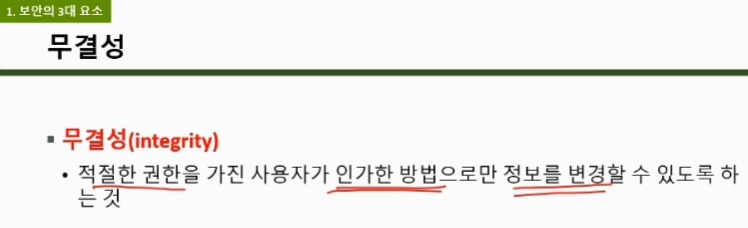 1. 보안의 3대 요소
무결성
▪ 무결성(integrity)
• 적절한 권한을 가진 사용자가 인가한 방법으로만 정보를 변경할 수 있도록 하
는 것